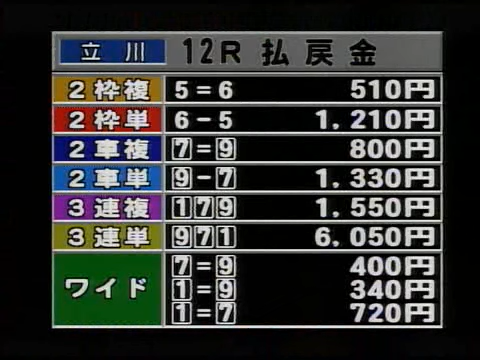 立川 12R 払戻金
2枠複 5=6 510円
2枠単 6-5 1,210円
2車複 7=9 800円
2車単 9-7 1,330円
3連複 179 1,550円
3連単 971 6,050円
ワイド 7=9 400円
1=9 340円
1=7 720円